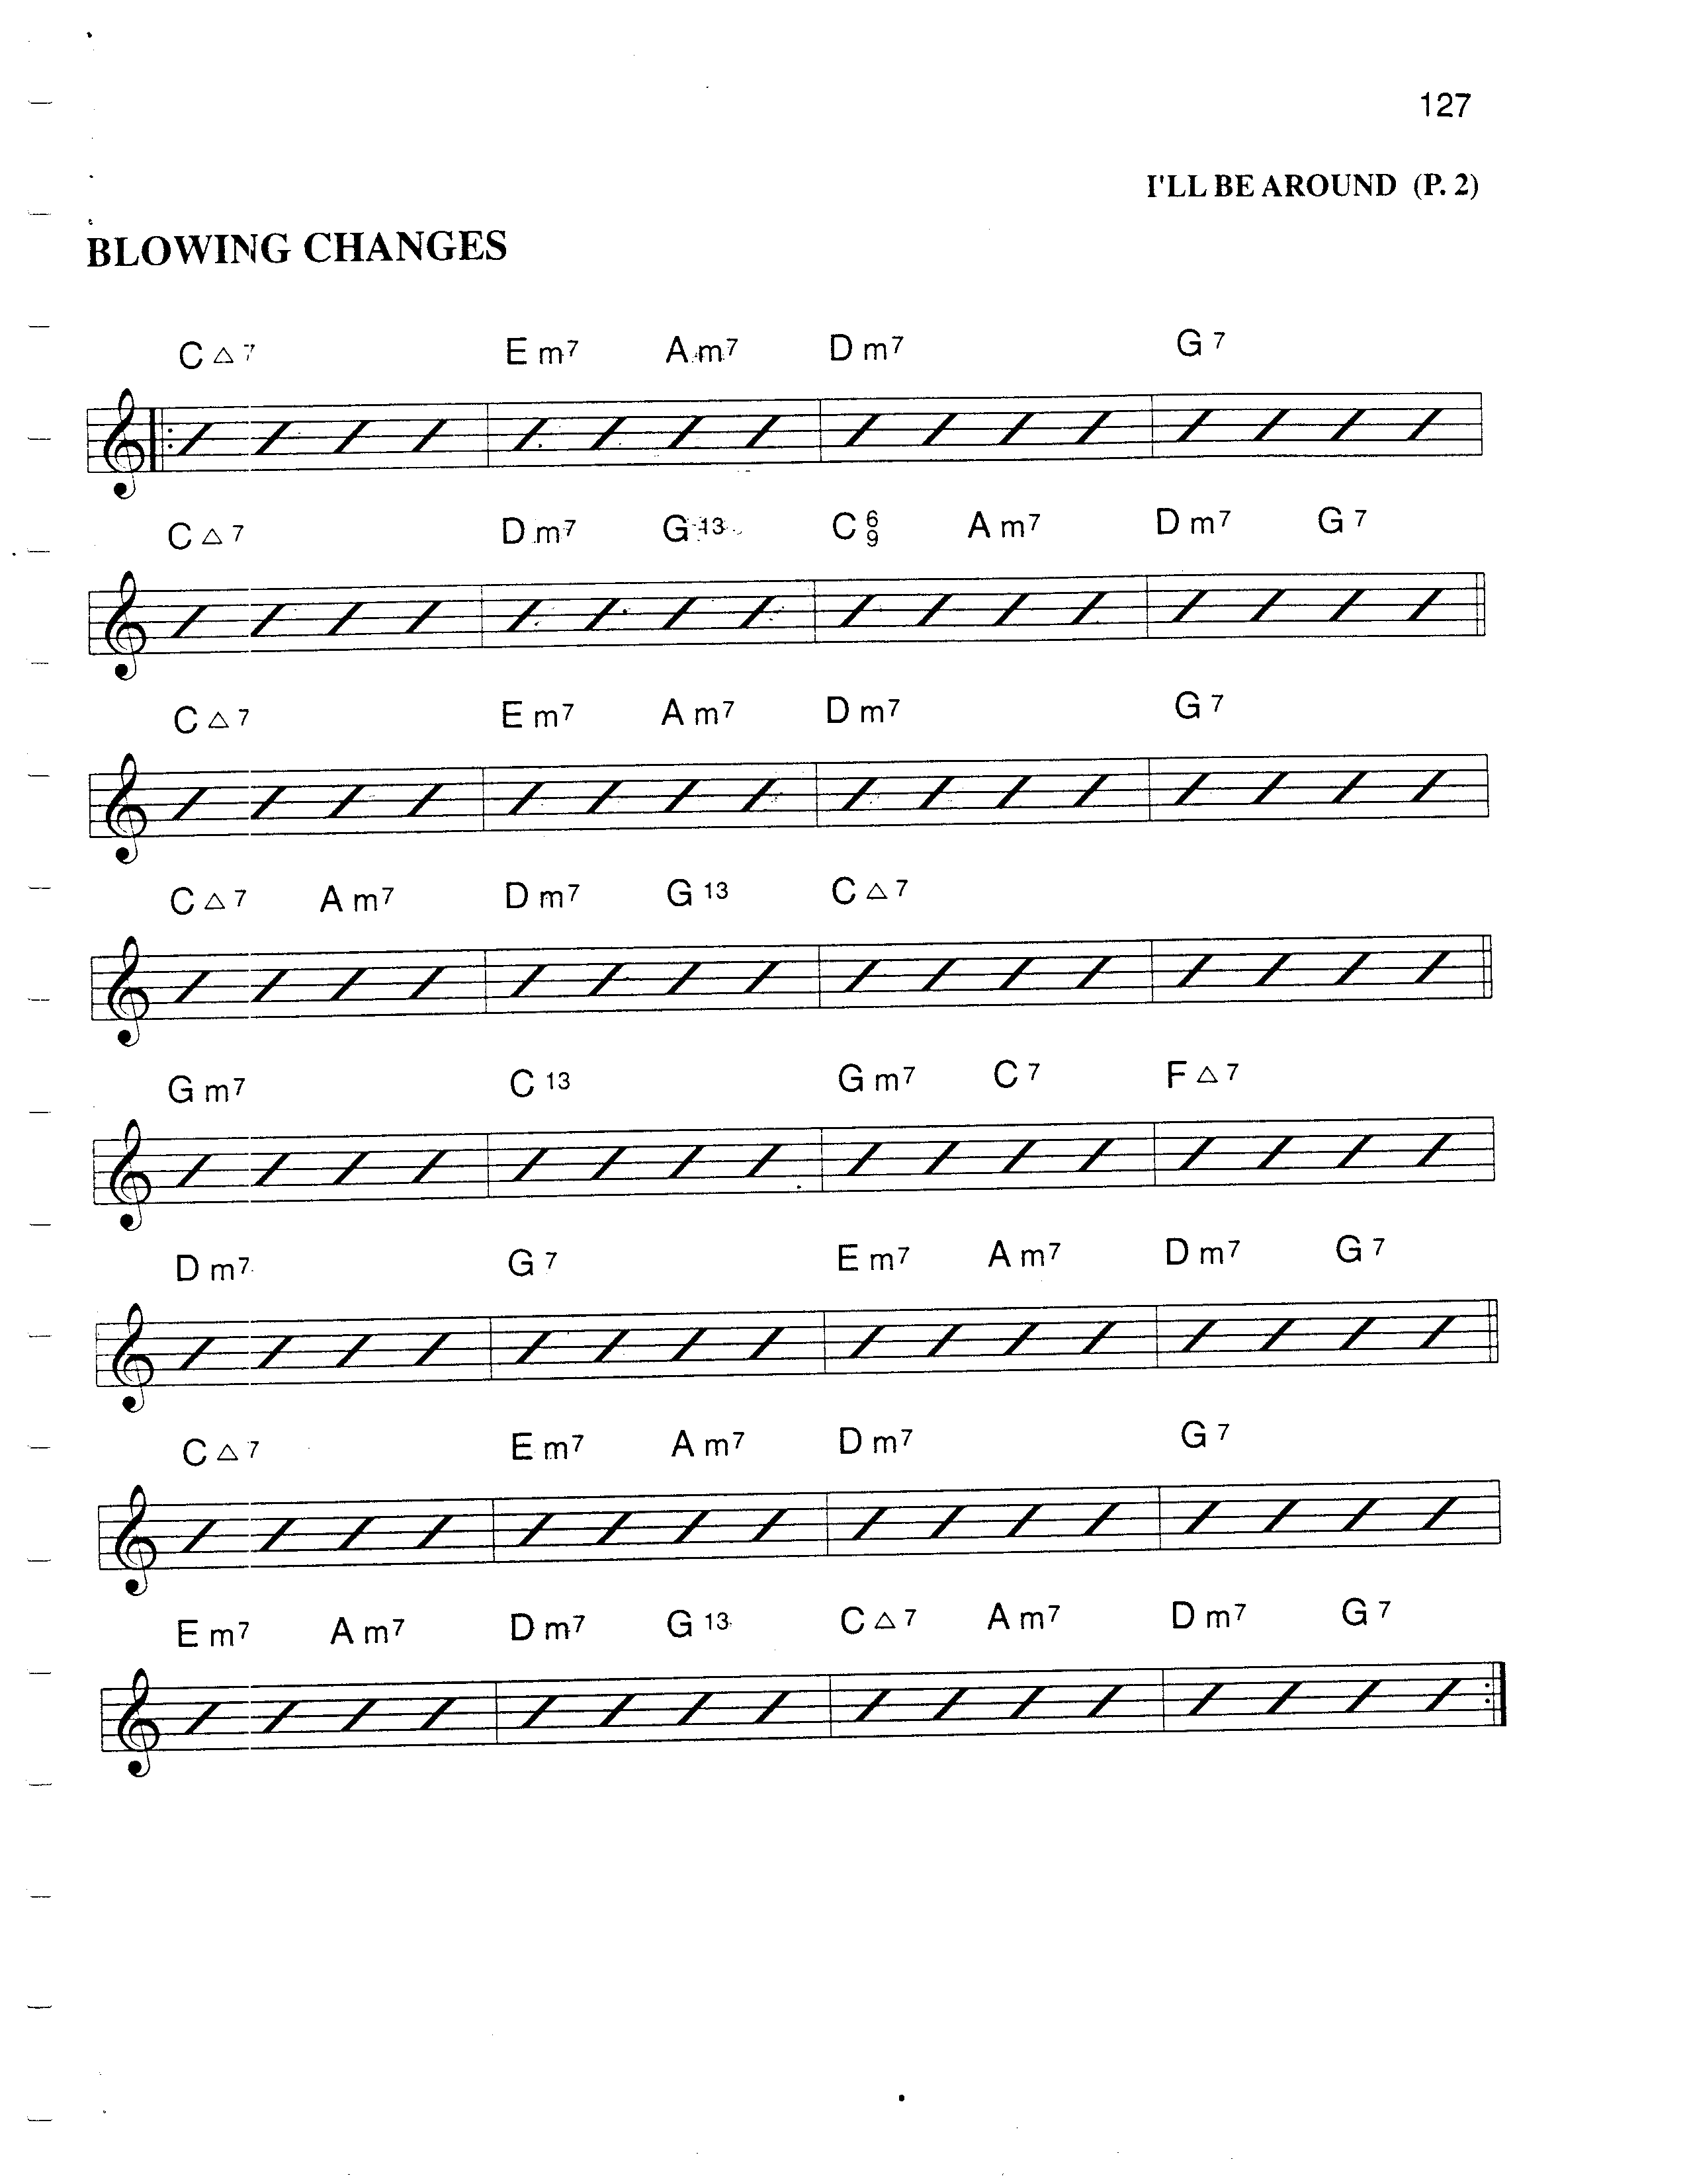 127
I'LL BE AROUND (P. 2)
BLOWING CHANGES
C△7 Em7 Am7 Dm7 G7
C△7 Dm7 G13 C6/9 Am7 Dm7 G7
C△7 Em7 Am7 Dm7 G7
C△7 Am7 Dm7 G13 C△7
Gm7 C13 Gm7 C7 F△7
Dm7 G7 Em7 Am7 Dm7 G7
C△7 Em7 Am7 Dm7 G7
Em7 Am7 Dm7 G13 C△7 Am7 Dm7 G7